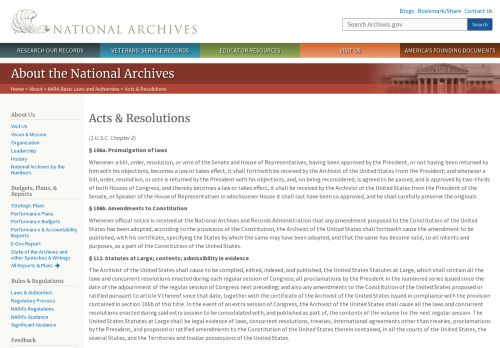 Blogs · Bookmark/Share · Contact Us
NATIONAL ARCHIVES
Search Archives.gov
Search
RESEARCH OUR RECORDS
VETERANS' SERVICE RECORDS
EDUCATOR RESOURCES
VISIT US
AMERICA'S FOUNDING DOCUMENTS
About the National Archives
Home > About > NARA Basic Laws and Authorities > Acts & Resolutions
About Us
Visit Us
Vision & Mission
Organization
Leadership
History
National Archives by the
Numbers
Budgets, Plans, &
Reports
Strategic Plans
Performance Plans
Performance Budgets
Performance & Accountability
Reports
E-Gov Report
State of the Archives and
other Speeches & Writings
All Reports & Plans
Rules & Regulations
Laws & Authorities
Regulatory Process
NARA's Regulations
NARA's Guidance
Significant Guidance
Feedback
Acts & Resolutions
(1 U.S.C. Chapter 2)
§ 106a. Promulgation of laws
Whenever a bill, order, resolution, or vote of the Senate and House of Representatives, having been approved by the President, or not having been returned by
him with his objections, becomes a law or takes effect, it shall forthwith be received by the Archivist of the United States from the President; and whenever a
bill, order, resolution, or vote is returned by the President with his objections, and, on being reconsidered, is agreed to be passed, and is approved by two-thirds
of both Houses of Congress, and thereby becomes a law or takes effect, it shall be received by the Archivist of the United States from the President of the
Senate, or Speaker of the House of Representatives in whichsoever House it shall last have been so approved, and he shall carefully preserve the originals.
§ 106b. Amendments to Constitution
Whenever official notice is received at the National Archives and Records Administration that any amendment proposed to the Constitution of the United
States has been adopted, according to the provisions of the Constitution, the Archivist of the United States shall forthwith cause the amendment to be
published, with his certificate, specifying the States by which the same may have been adopted, and that the same has become valid, to all intents and
purposes, as a part of the Constitution of the United States.
§ 112. Statutes at Large; contents; admissibility in evidence
The Archivist of the United States shall cause to be compiled, edited, indexed, and published, the United States Statutes at Large, which shall contain all the
laws and concurrent resolutions enacted during each regular session of Congress; all proclamations by the President in the numbered series issued since the
date of the adjournment of the regular session of Congress next preceding; and also any amendments to the Constitution of the United States proposed or
ratified pursuant to article V thereof since that date, together with the certificate of the Archivist of the United States issued in compliance with the provision
contained in section 106b of this title. In the event of an extra session of Congress, the Archivist of the United States shall cause all the laws and concurrent
resolutions enacted during said extra session to be consolidated with, and published as part of, the contents of the volume for the next regular session. The
United States Statutes at Large shall be legal evidence of laws, concurrent resolutions, treaties, international agreements other than treaties, proclamations
by the President, and proposed or ratified amendments to the Constitution of the United States therein contained, in all the courts of the United States, the
several States, and the Territories and insular possessions of the United States.